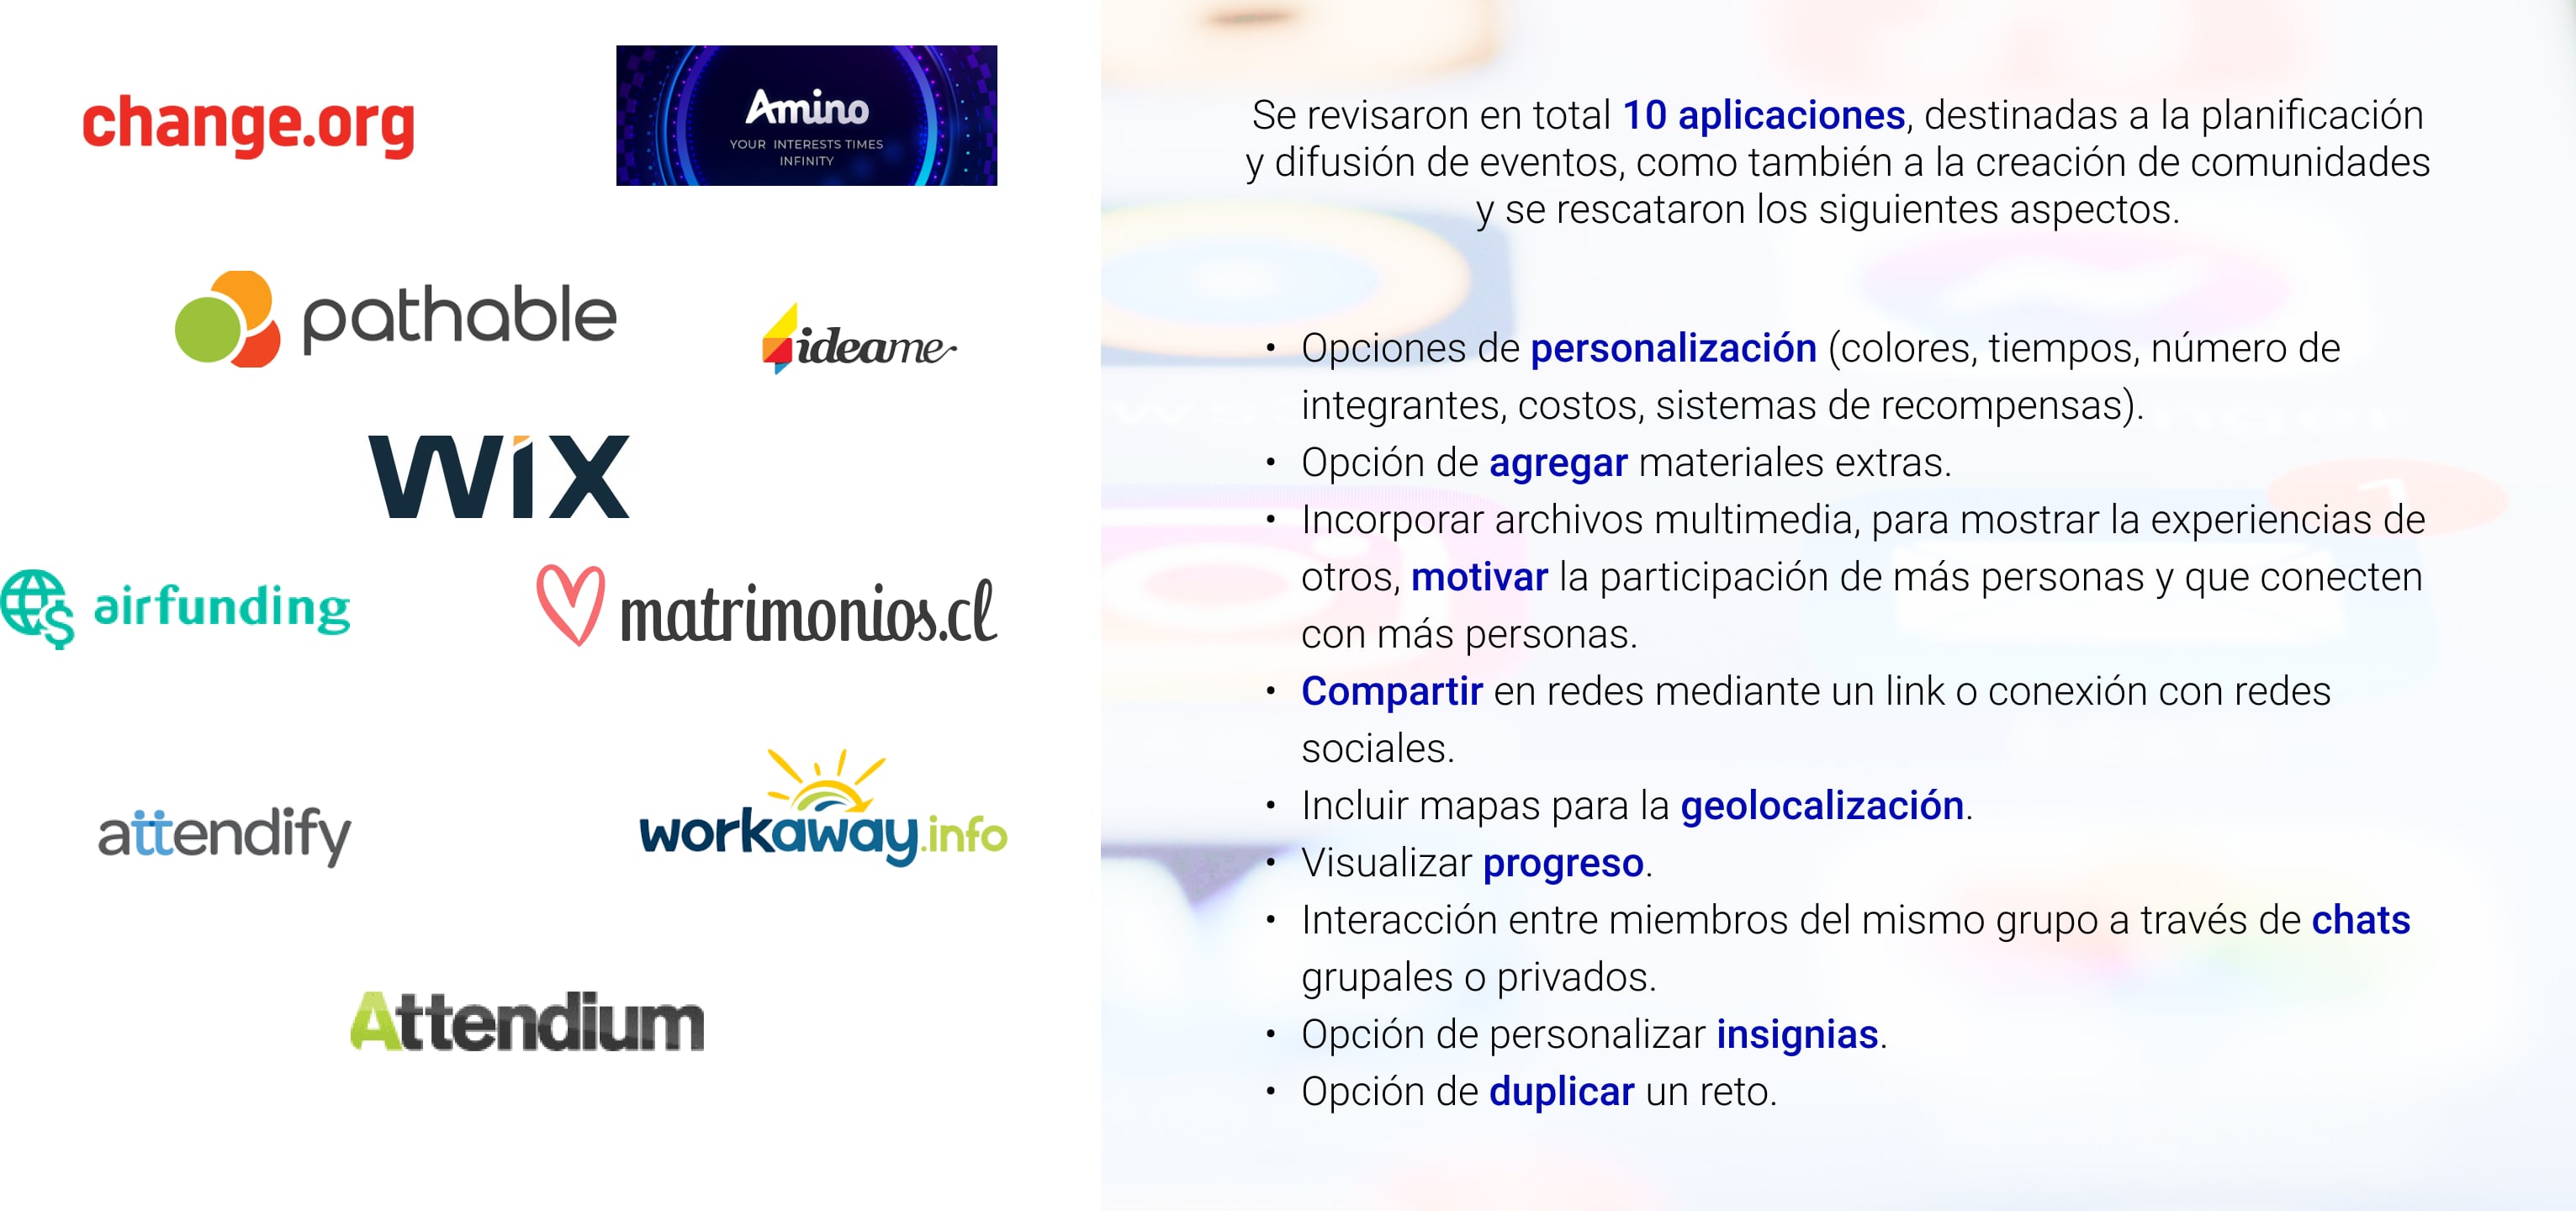 change.org
Amino
YOUR INTERESTS TIMES
INFINITY
pathable
ideame
WiX
airfunding
matrimonios.cl
attendify
workaway.info
Attendium
Se revisaron en total 10 aplicaciones, destinadas a la planificación
y difusión de eventos, como también a la creación de comunidades
y se rescataron los siguientes aspectos.
• Opciones de personalización (colores, tiempos, número de
integrantes, costos, sistemas de recompensas).
• Opción de agregar materiales extras.
• Incorporar archivos multimedia, para mostrar la experiencias de
otros, motivar la participación de más personas y que conecten
con más personas.
• Compartir en redes mediante un link o conexión con redes
sociales.
• Incluir mapas para la geolocalización.
• Visualizar progreso.
• Interacción entre miembros del mismo grupo a través de chats
grupales o privados.
• Opción de personalizar insignias.
• Opción de duplicar un reto.